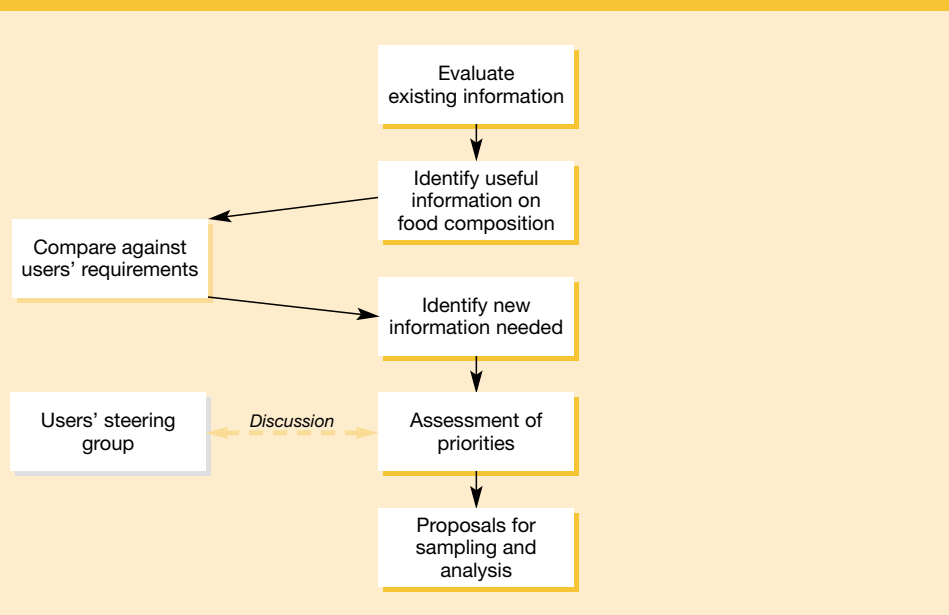 Evaluate
existing information
Identify useful
information on
food composition
Compare against
users’ requirements
Identify new
information needed
Users’ steering
group
Discussion
Assessment of
priorities
Proposals for
sampling and
analysis